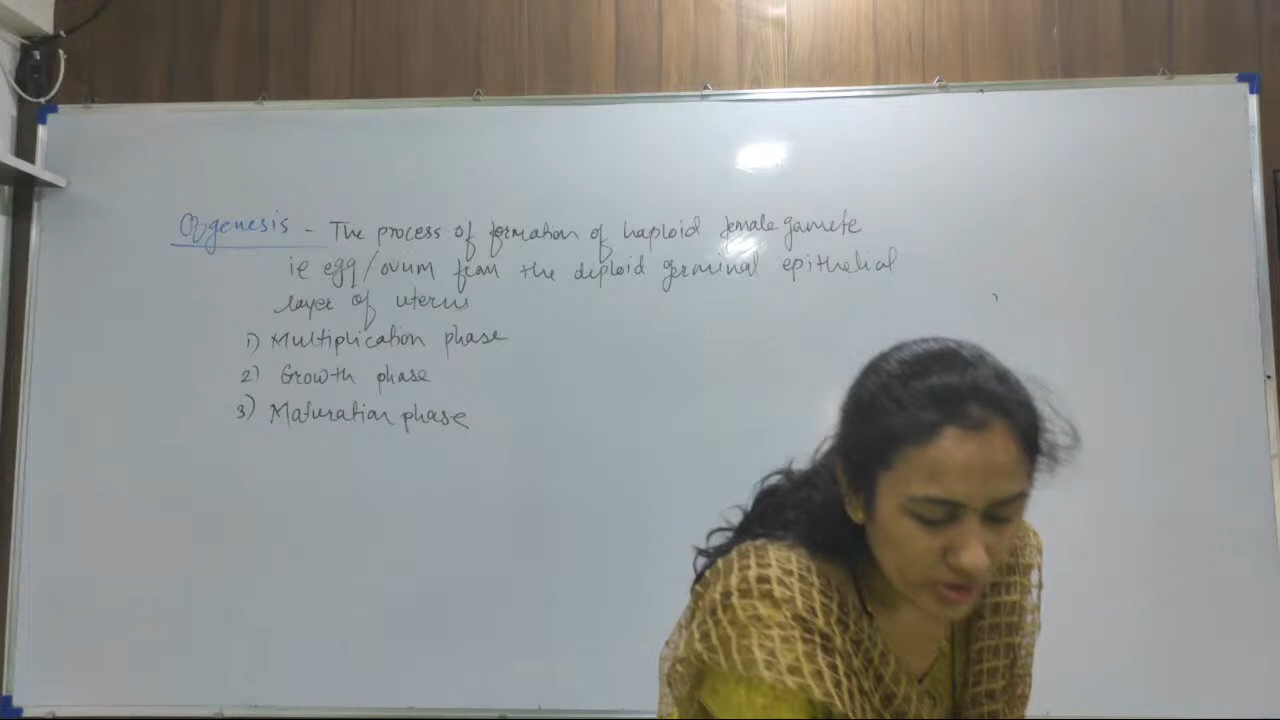 Oogenesis - The process of formation of haploid female gamete
ie egg/ovum from the diploid germinal epithelial
layer of uterus
1) Multiplication phase
2) Growth phase
3) Maturation phase